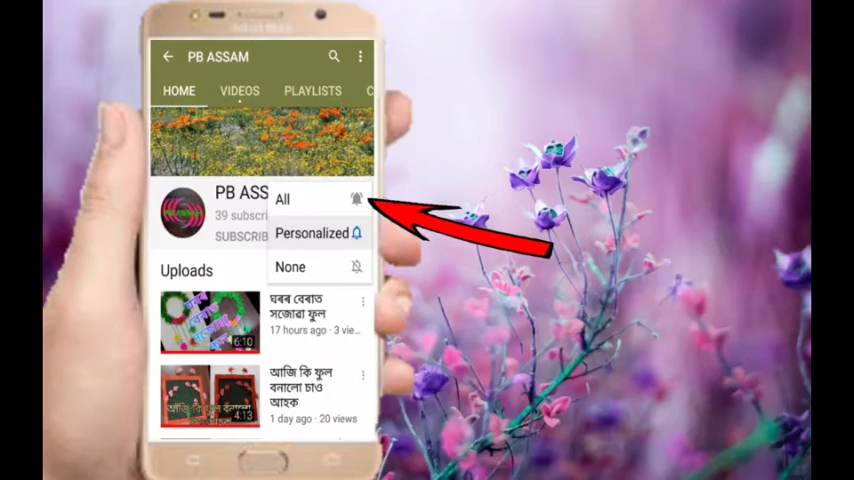 PB ASSAM
HOME VIDEOS PLAYLISTS C
PB ASS
39 subscri
SUBSCRIB
All
Personalized
None
Uploads
ঘৰৰ বেৰাত
সজোৱা ফুল
17 hours ago · 3 vie...
6:10
আজি কি ফুল
বনালো চাও
আহক
1 day ago · 20 views
4:13